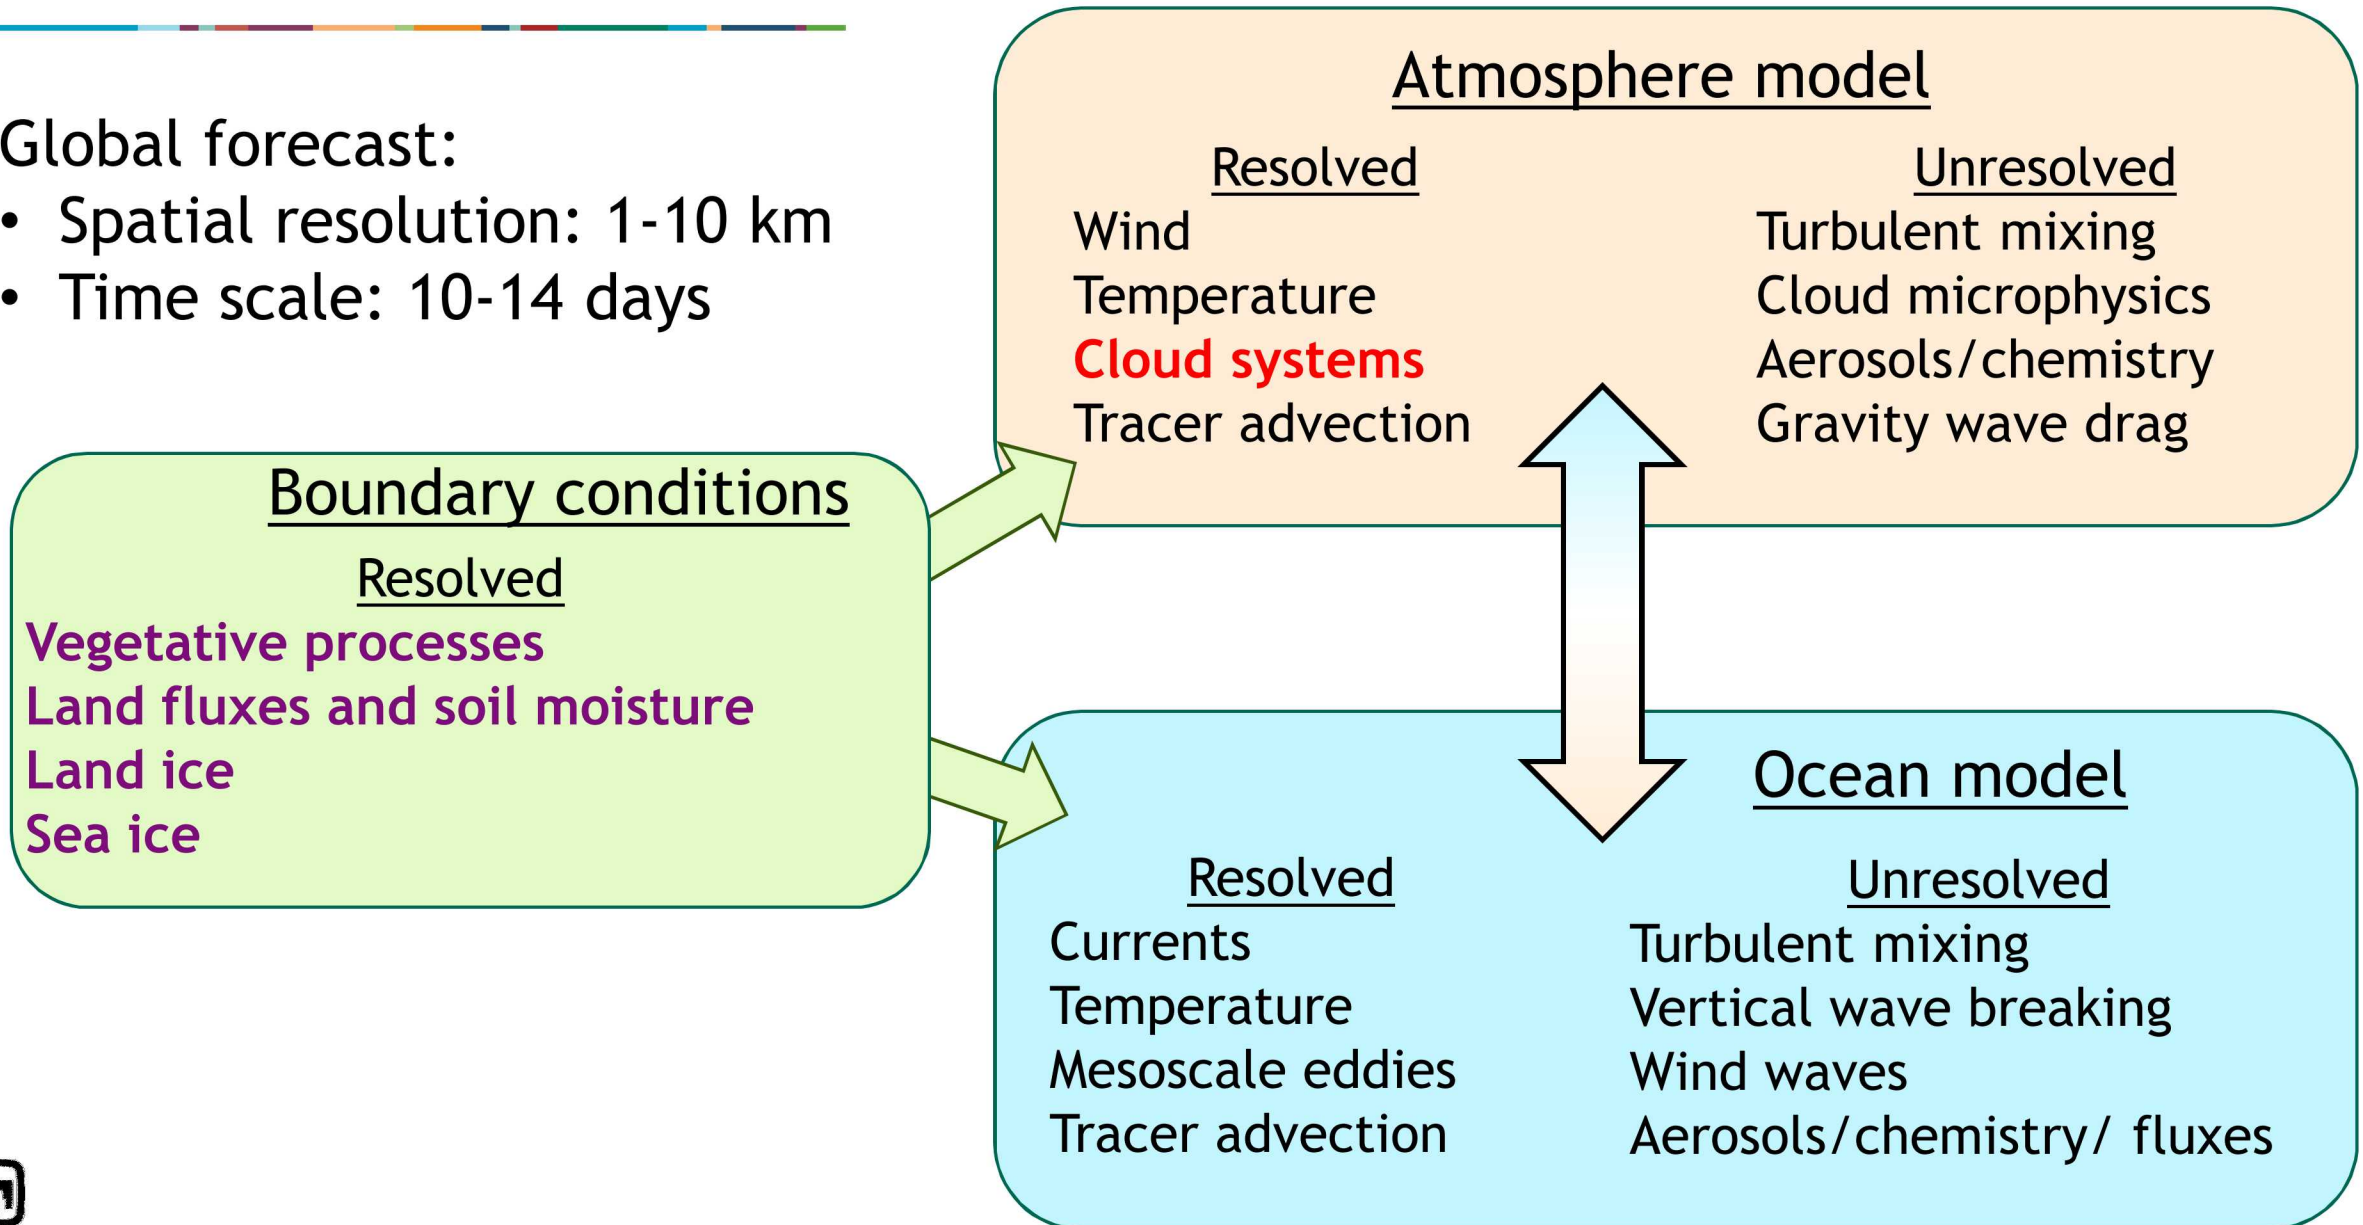 Global forecast:
• Spatial resolution: 1-10 km
• Time scale: 10-14 days
Boundary conditions
Resolved
Vegetative processes
Land fluxes and soil moisture
Land ice
Sea ice
Atmosphere model
Resolved
Wind
Temperature
Cloud systems
Tracer advection
Unresolved
Turbulent mixing
Cloud microphysics
Aerosols/chemistry
Gravity wave drag
Ocean model
Resolved
Currents
Temperature
Mesoscale eddies
Tracer advection
Unresolved
Turbulent mixing
Vertical wave breaking
Wind waves
Aerosols/chemistry/ fluxes